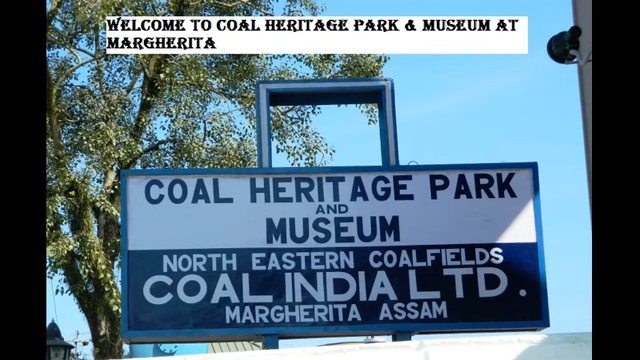 WELCOME TO COAL HERITAGE PARK & MUSEUM AT
MARGHERITA
COAL HERITAGE PARK
AND
MUSEUM
NORTH EASTERN COALFIELDS
COAL INDIA LTD.
MARGHERITA ASSAM